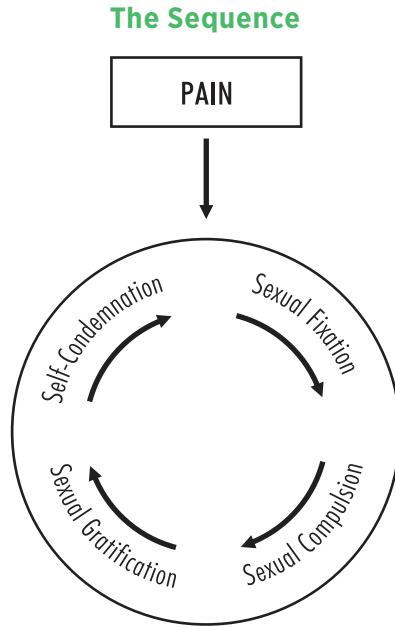 The Sequence
PAIN
Sexual Fixation
Sexual Compulsion
Sexual Gratification
Self-Condemnation